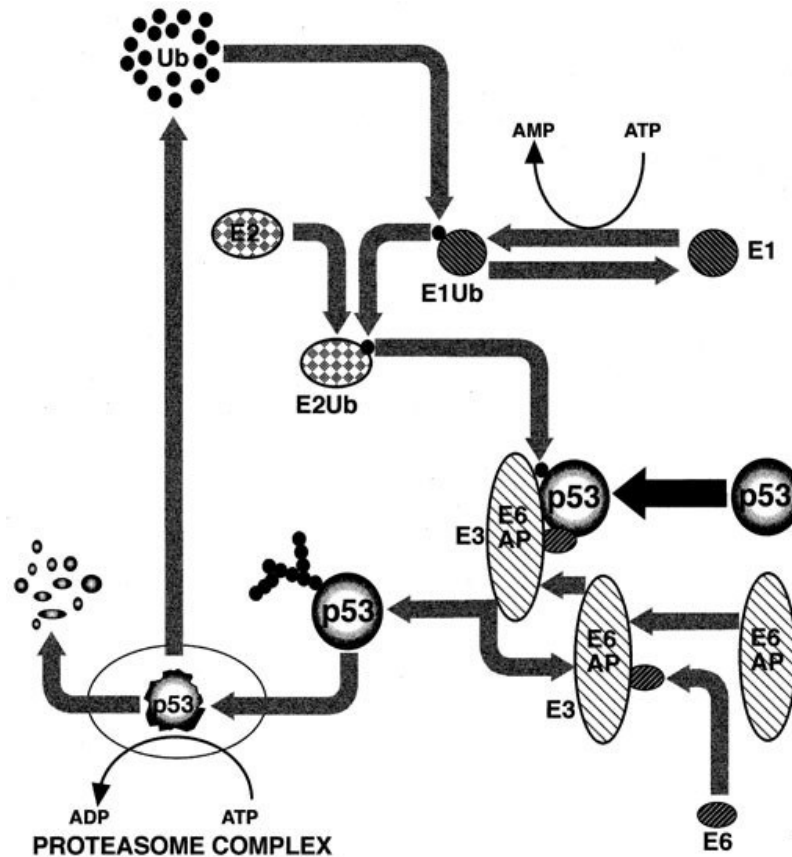 Ub
AMP
ATP
E2
E1
E1Ub
E2Ub
p53
p53
E6
AP
E3
p53
E6
AP
E6
AP
p53
E3
ADP
ATP
E6
PROTEASOME COMPLEX